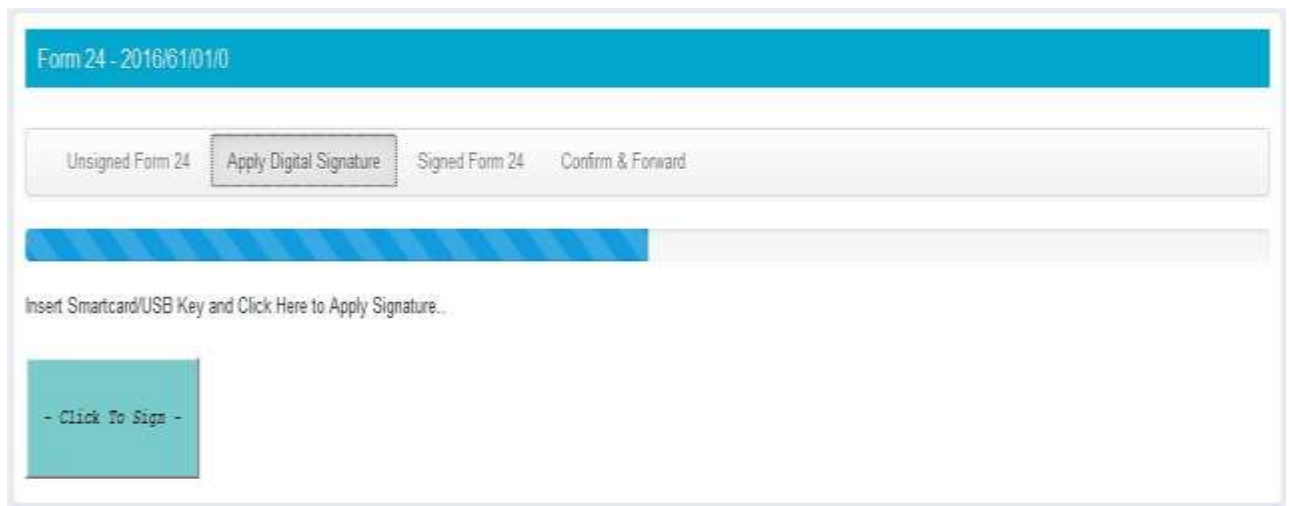 Form 24 - 2016/61/01/0
Unsigned Form 24 Apply Digital Signature Signed Form 24 Confirm & Forward
Insert Smartcard/USB Key and Click Here to Apply Signature..
- Click To Sign -